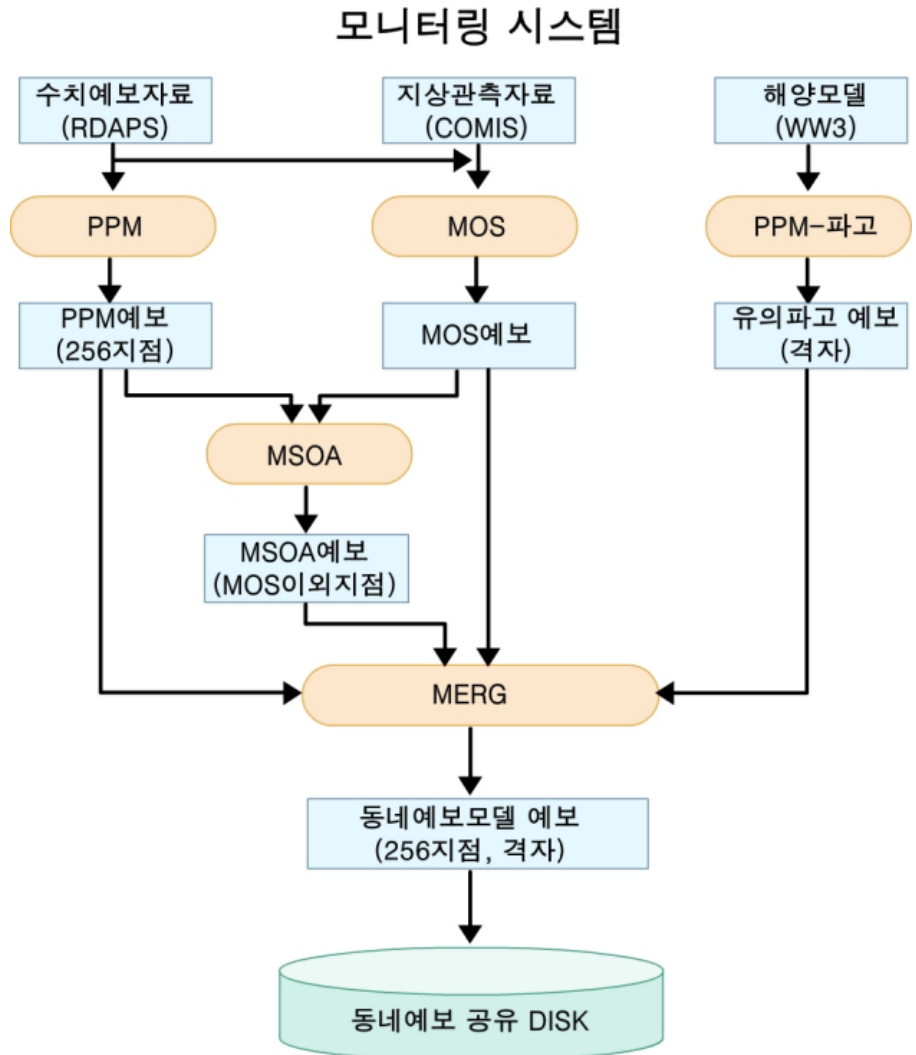 모니터링 시스템
수치예보자료
(RDAPS)
지상관측자료
(COMIS)
해양모델
(WW3)
PPM
MOS
PPM-파고
PPM예보
(256지점)
MOS예보
유의파고 예보
(격자)
MSOA
MSOA예보
(MOS이외지점)
MERG
동네예보모델 예보
(256지점, 격자)
동네예보 공유 DISK